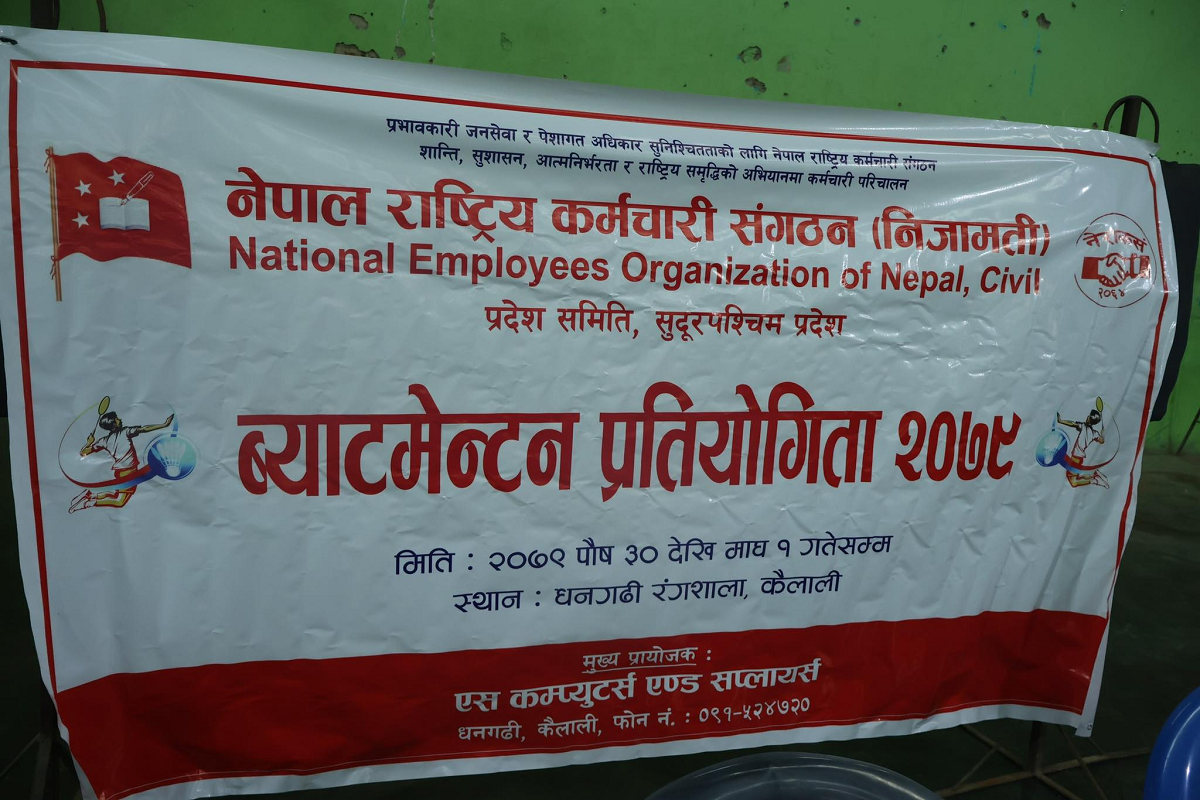 प्रभावकारी जनसेवा र पेशागत अधिकार सुनिश्चितताको लागि नेपाल राष्ट्रिय कर्मचारी संगठन
शान्ति, सुशासन, आत्मनिर्भरता र राष्ट्रिय समृद्धिको अभियानमा कर्मचारी परिचालन
नेपाल राष्ट्रिय कर्मचारी संगठन (निजामती)
National Employees Organization of Nepal, Civil
प्रदेश समिति, सुदूरपश्चिम प्रदेश
२०६४
ब्याटमेन्टन प्रतियोगिता २०७९
मिति : २०७९ पौष ३० देखि माघ १ गतेसम्म
स्थान : धनगढी रंगशाला, कैलाली
मुख्य प्रायोजक :
एस कम्प्युटर्स एण्ड सप्लायर्स
धनगढी, कैलाली, फोन नं. : ०९१-५२४७२०